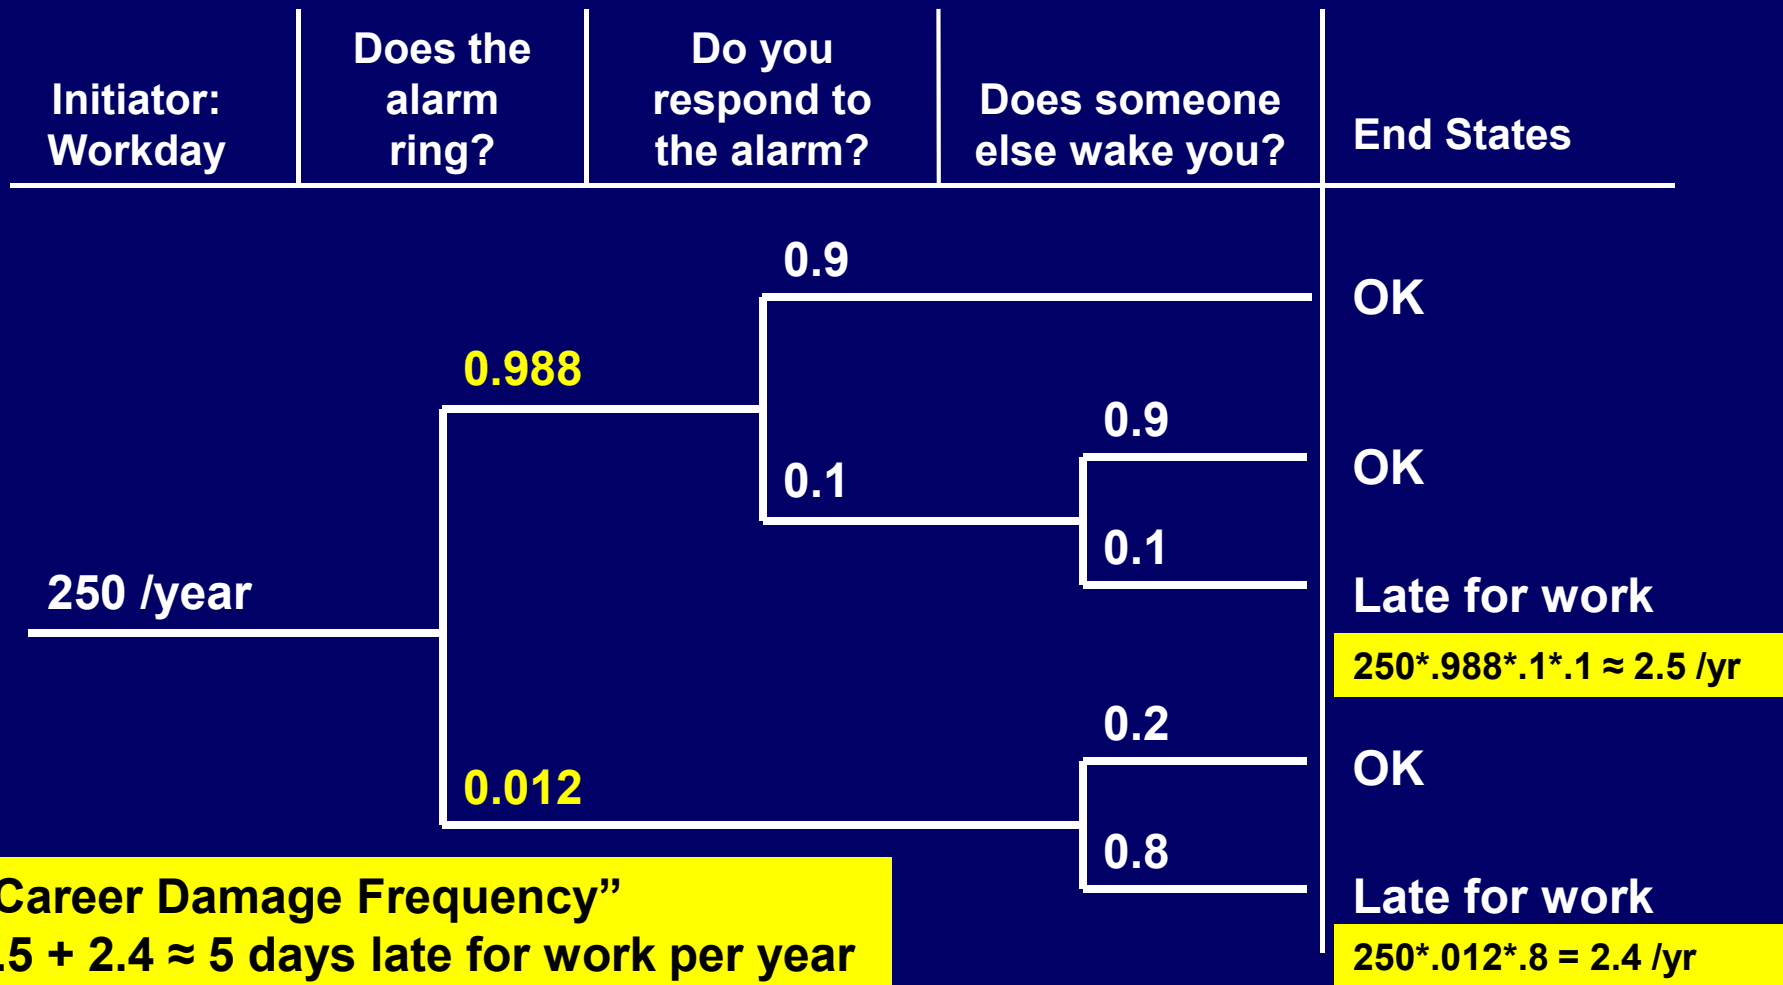 Initiator:
Workday
Does the
alarm
ring?
Do you
respond to
the alarm?
Does someone
else wake you?
End States
0.9
OK
0.988
0.9
OK
0.1
0.1
250 /year
Late for work
250*.988*.1*.1 ≈ 2.5 /yr
0.2
OK
0.012
0.8
Late for work
250*.012*.8 = 2.4 /yr
Career Damage Frequency”
.5 + 2.4 ≈ 5 days late for work per year